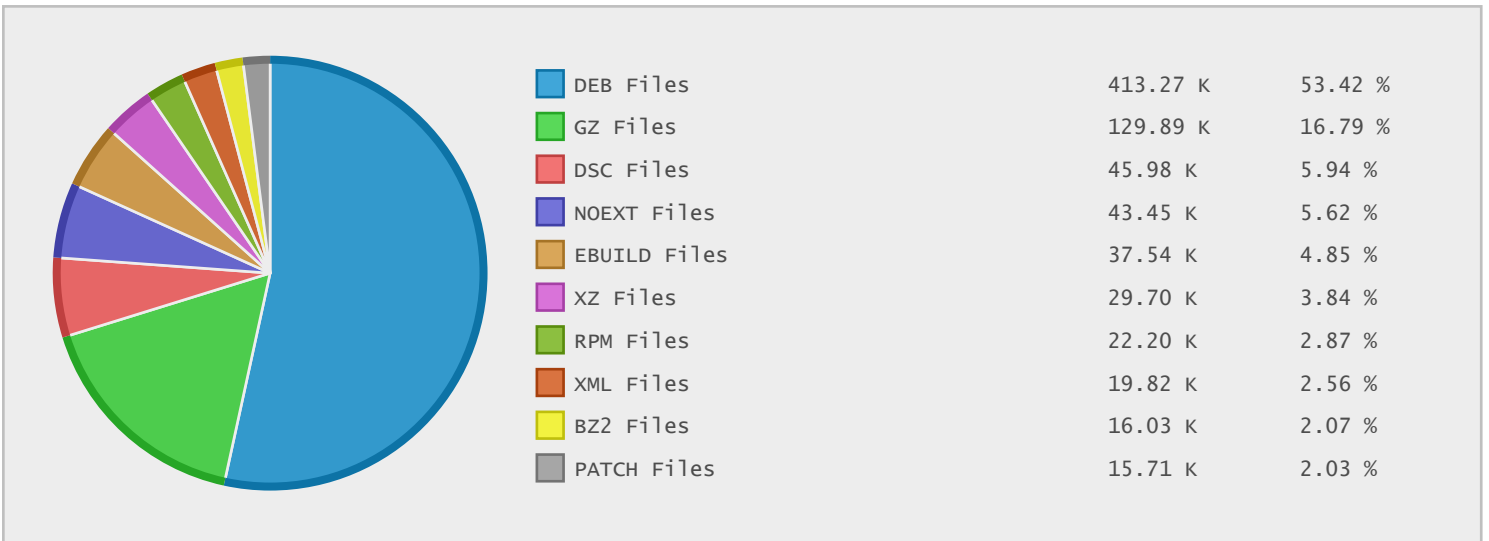 DEB Files 413.27 K 53.42 %
GZ Files 129.89 K 16.79 %
DSC Files 45.98 K 5.94 %
NOEXT Files 43.45 K 5.62 %
EBUILD Files 37.54 K 4.85 %
XZ Files 29.70 K 3.84 %
RPM Files 22.20 K 2.87 %
XML Files 19.82 K 2.56 %
BZ2 Files 16.03 K 2.07 %
PATCH Files 15.71 K 2.03 %